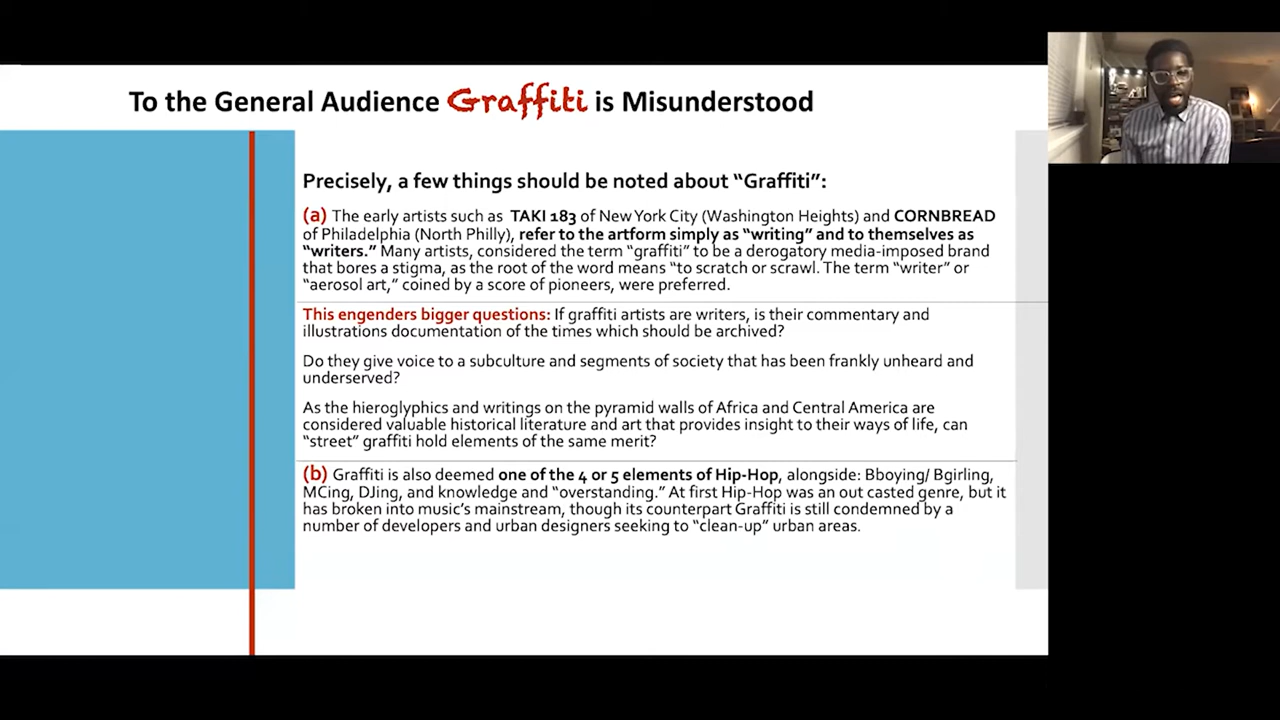 To the General Audience Graffiti is Misunderstood
Precisely, a few things should be noted about “Graffiti”:
(a) The early artists such as TAKI 183 of New York City (Washington Heights) and CORNBREAD
of Philadelphia (North Philly), refer to the artform simply as “writing” and to themselves as
“writers.” Many artists, considered the term “graffiti” to be a derogatory media-imposed brand
that bores a stigma, as the root of the word means “to scratch or scrawl. The term “writer” or
“aerosol art,” coined by a score of pioneers, were preferred.
This engenders bigger questions: If graffiti artists are writers, is their commentary and
illustrations documentation of the times which should be archived?
Do they give voice to a subculture and segments of society that has been frankly unheard and
underserved?
As the hieroglyphics and writings on the pyramid walls of Africa and Central America are
considered valuable historical literature and art that provides insight to their ways of life, can
“street” graffiti hold elements of the same merit?
(b) Graffiti is also deemed one of the 4 or 5 elements of Hip-Hop, alongside: Bboying/ Bgirling,
MCing, DJing, and knowledge and “overstanding.” At first Hip-Hop was an out casted genre, but it
has broken into music’s mainstream, though its counterpart Graffiti is still condemned by a
number of developers and urban designers seeking to “clean-up” urban areas.